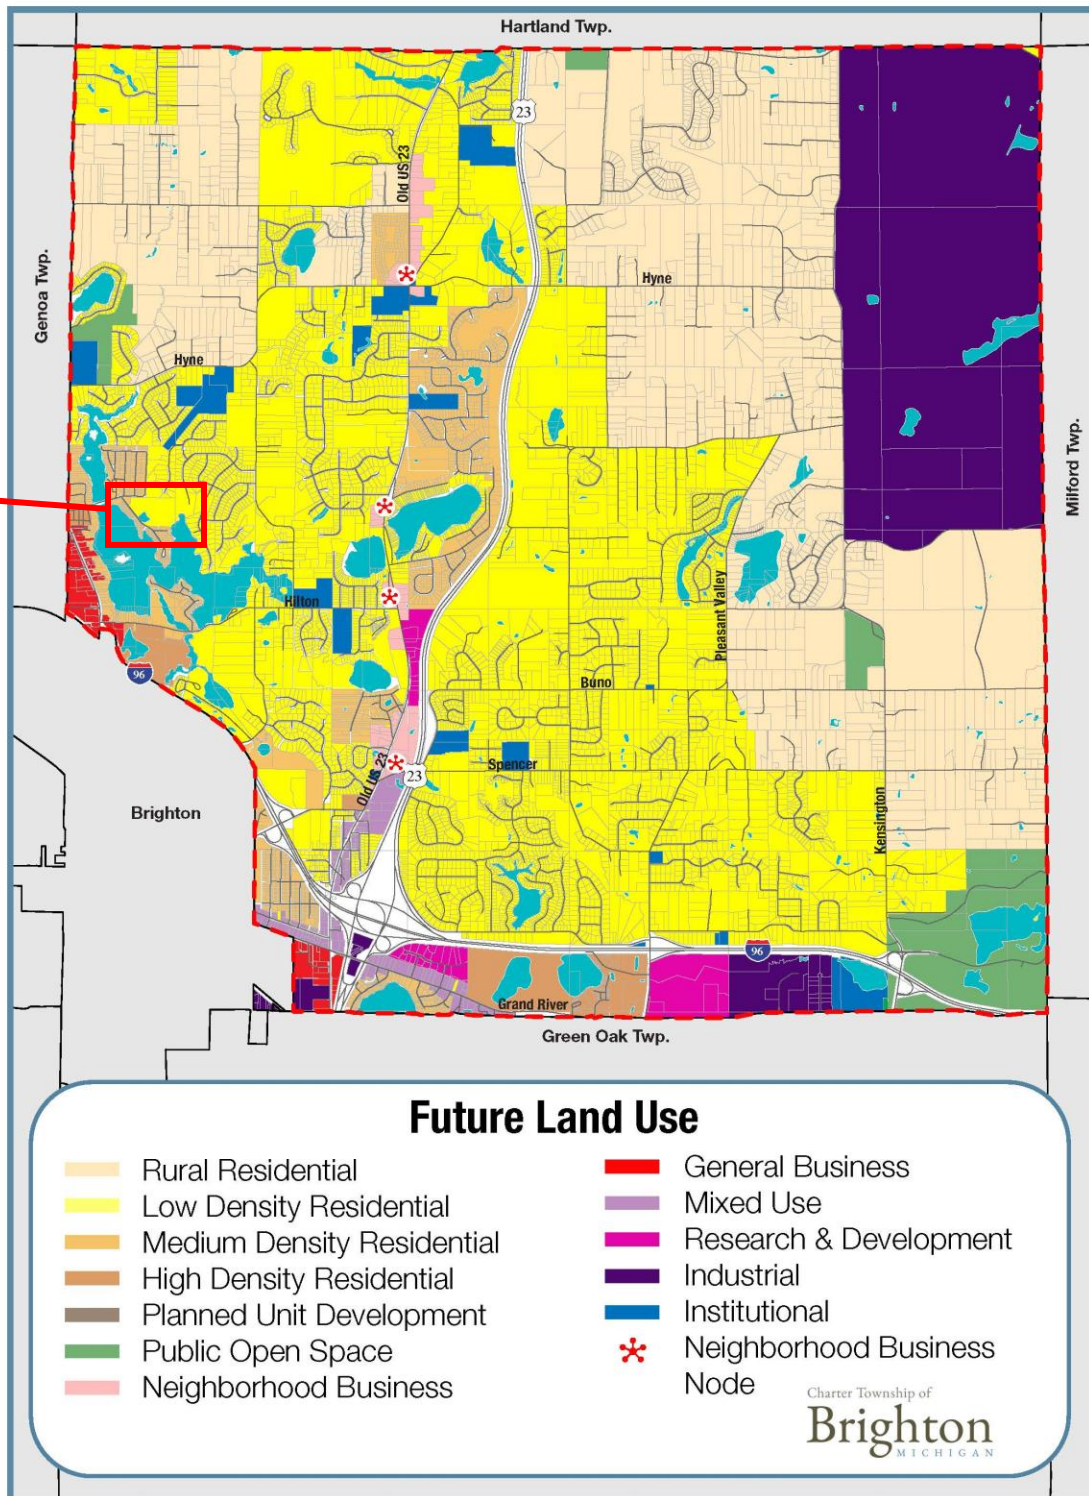 Hartland Twp.
23
Old US 23
Hyne
Genoa Twp.
Hyne
Milford Twp.
Hilton
Pleasant Valley
96
Buno
Old US 23
23
Spencer
Brighton
Kensington
96
Grand River
Green Oak Twp.
Future Land Use
Rural Residential
Low Density Residential
Medium Density Residential
High Density Residential
Planned Unit Development
Public Open Space
Neighborhood Business
General Business
Mixed Use
Research & Development
Industrial
Institutional
Neighborhood Business
Node
Charter Township of
Brighton
MICHIGAN